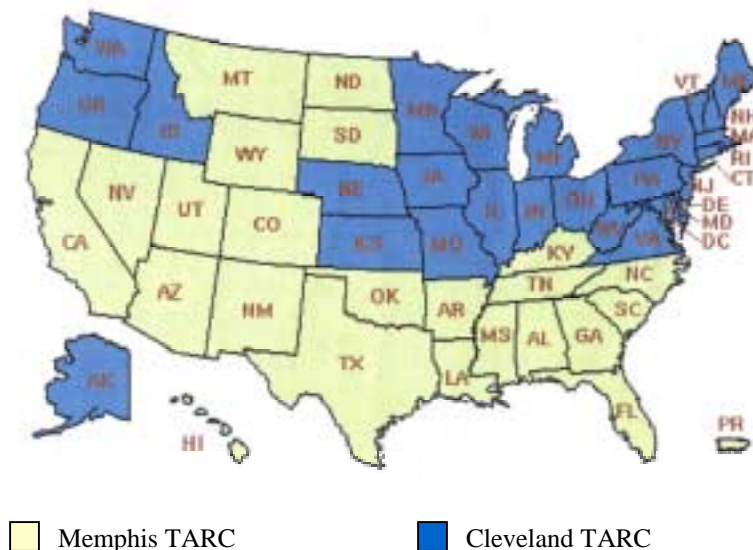 WA
MT
ND
MN
VT
ME
OR
ID
SD
WI
MI
NY
NH
MA
RI
CT
WY
NE
IA
PA
NJ
DE
MD
DC
NV
UT
CO
IL
IN
OH
WV
VA
CA
KS
MO
KY
AZ
NM
OK
AR
TN
NC
SC
TX
LA
MS
AL
GA
FL
AK
HI
PR
Memphis TARC
Cleveland TARC